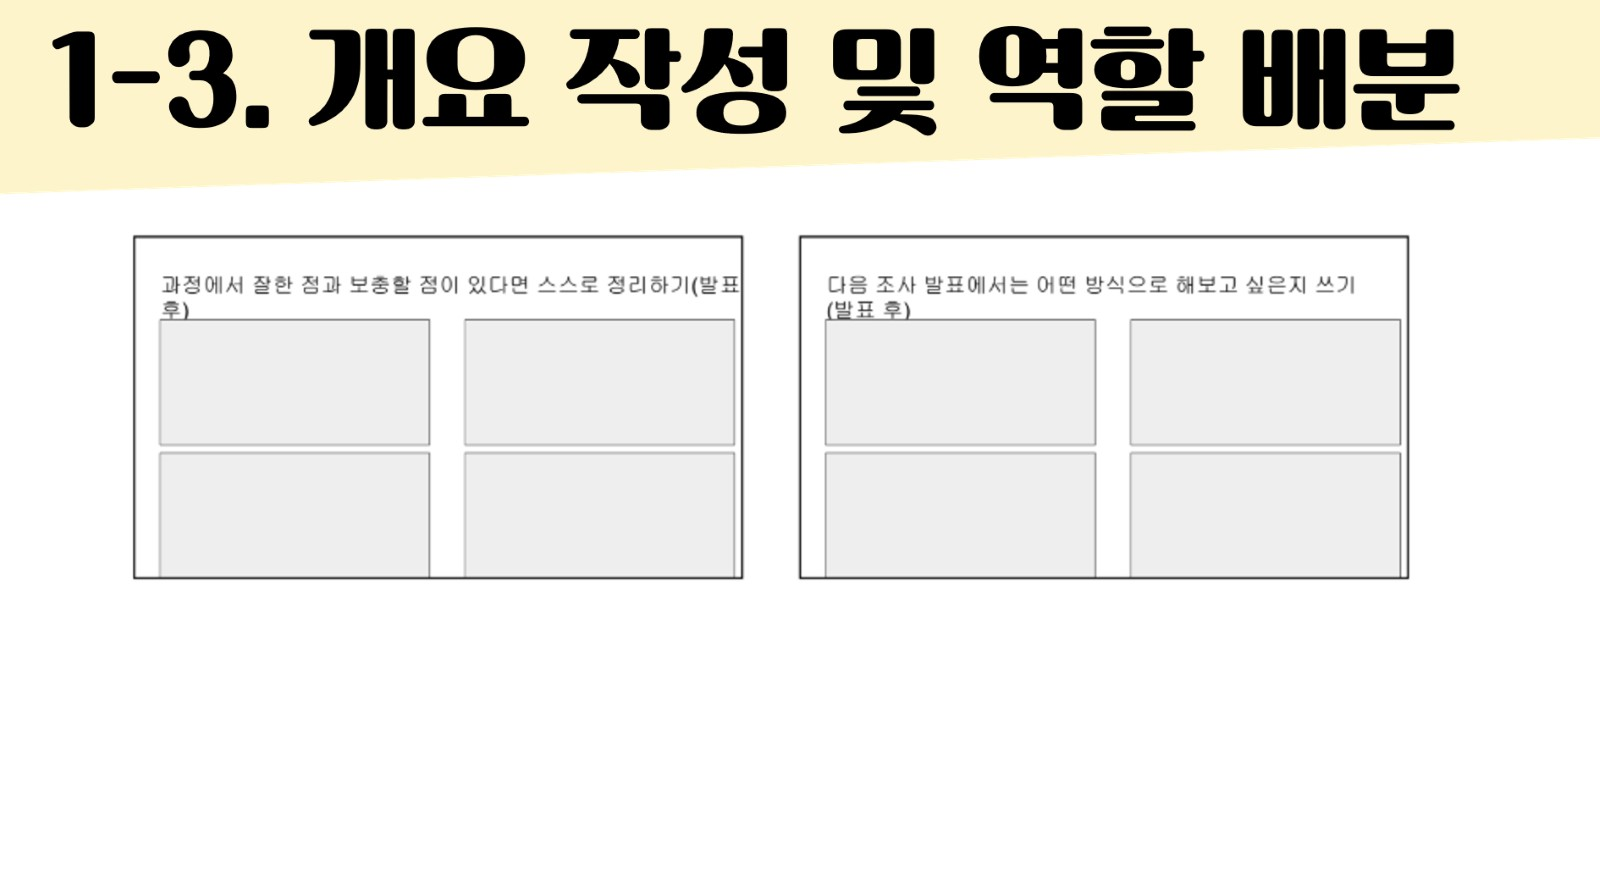 1-3. 개요 작성 및 역할 배분
과정에서 잘한 점과 보충할 점이 있다면 스스로 정리하기(발표
후)
다음 조사 발표에서는 어떤 방식으로 해보고 싶은지 쓰기
(발표 후)